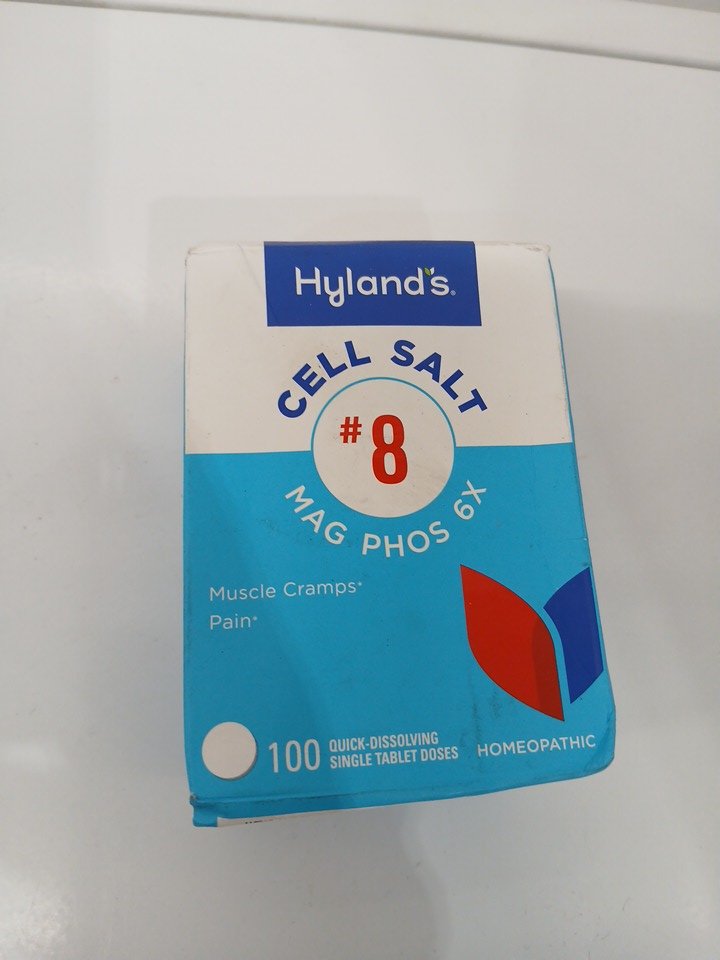 Hyland's®
CELL SALT
#8
MAG PHOS 6X
Muscle Cramps*
Pain*
100 QUICK-DISSOLVING
SINGLE TABLET DOSES
HOMEOPATHIC